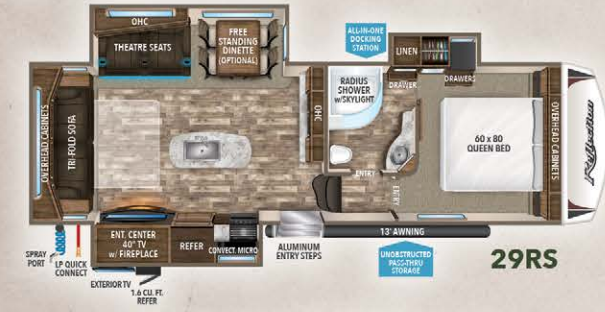 OHC
THEATRE SEATS
FREE
STANDING
DINETTE
(OPTIONAL)
ALL-IN-ONE
DOCKING
STATION
LINEN
DRAWERS
DRAWER
RADIUS
SHOWER
w/SKYLIGHT
OHC
OVERHEAD CABINETS
TRI-FOLD SOFA
60 x 80
QUEEN BED
OVERHEAD CABINETS
Reflection
ENTRY
ENTRY
ENT. CENTER
40" TV
w/ FIREPLACE
REFER
CONVECT. MICRO
ALUMINUM
ENTRY STEPS
13' AWNING
UNOBSTRUCTED
PASS-THRU
STORAGE
29RS
SPRAY
PORT
LP QUICK
CONNECT
EXTERIOR TV
1.6 CU. FT.
REFER